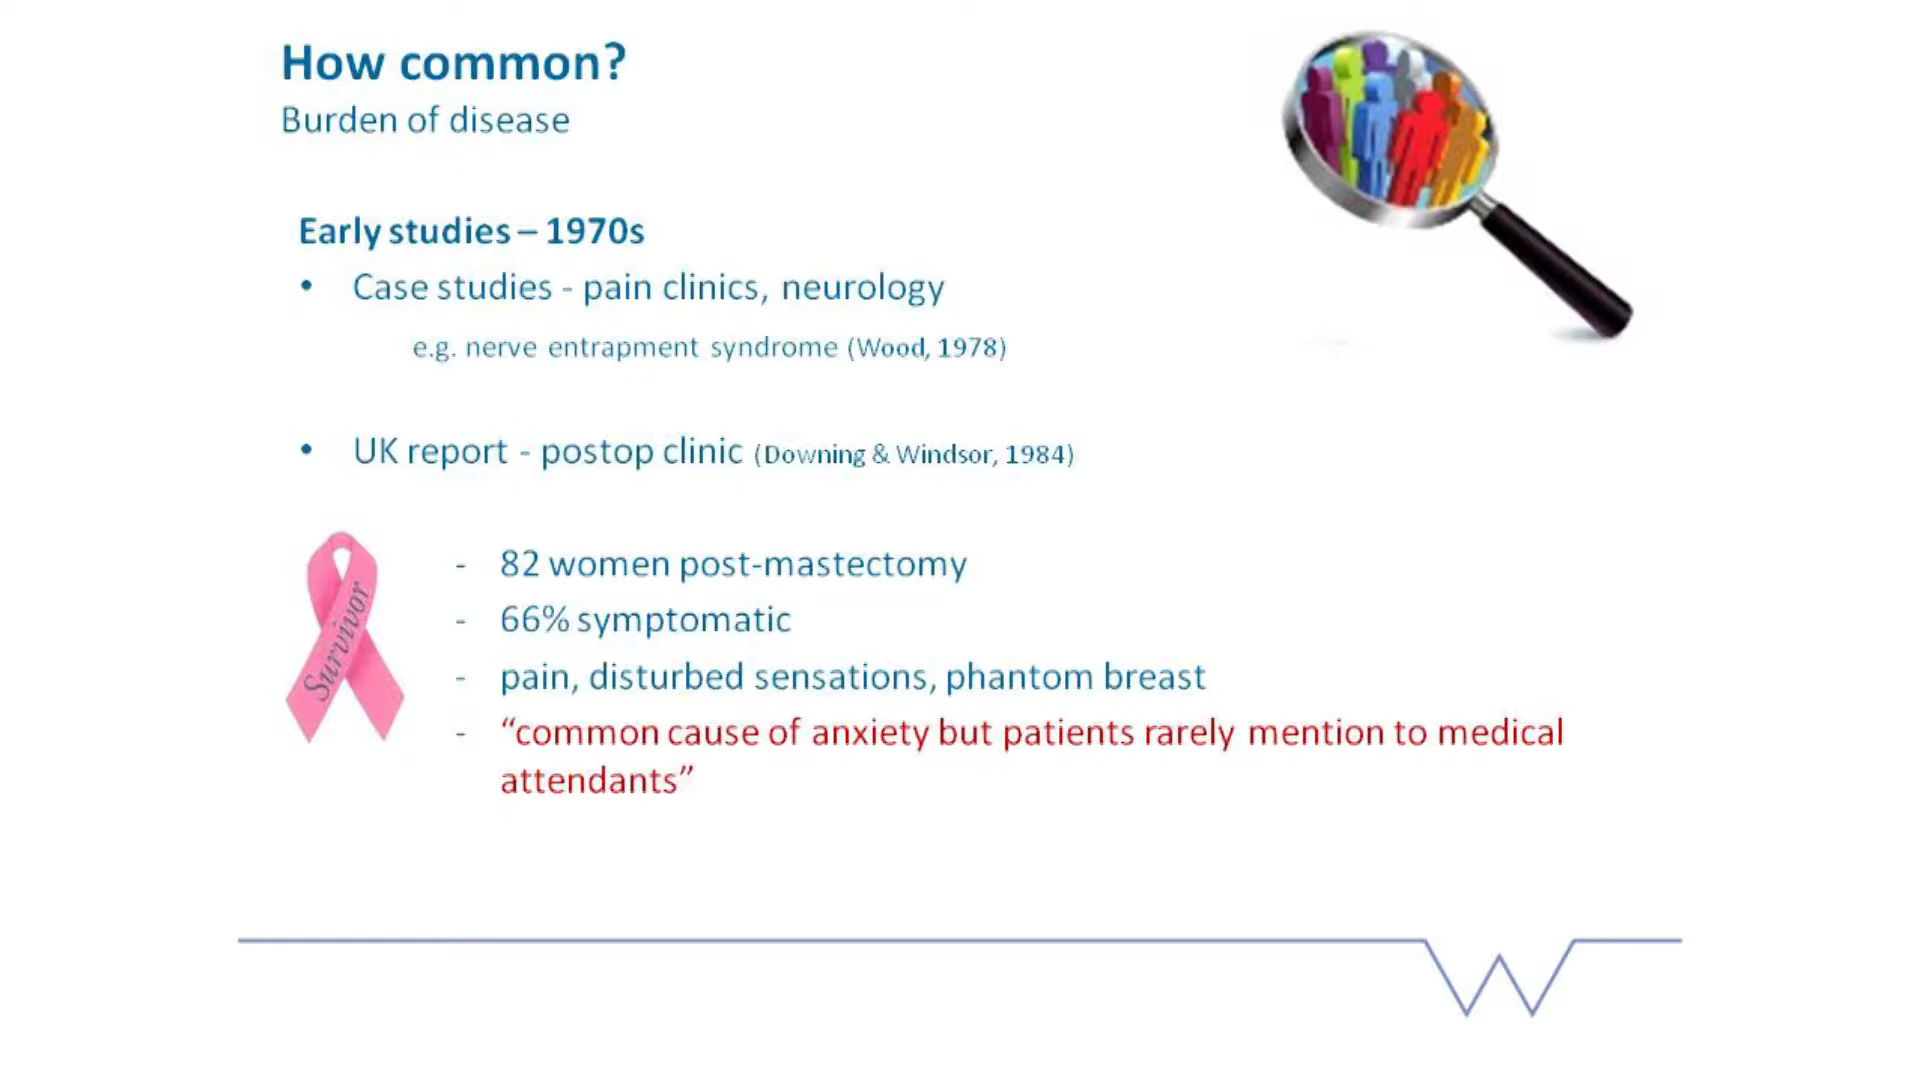 How common?
Burden of disease
Early studies – 1970s
• Case studies - pain clinics, neurology
e.g. nerve entrapment syndrome (Wood, 1978)
• UK report - postop clinic (Downing & Windsor, 1984)
Survivor
- 82 women post-mastectomy
- 66% symptomatic
- pain, disturbed sensations, phantom breast
- “common cause of anxiety but patients rarely mention to medical
attendants”